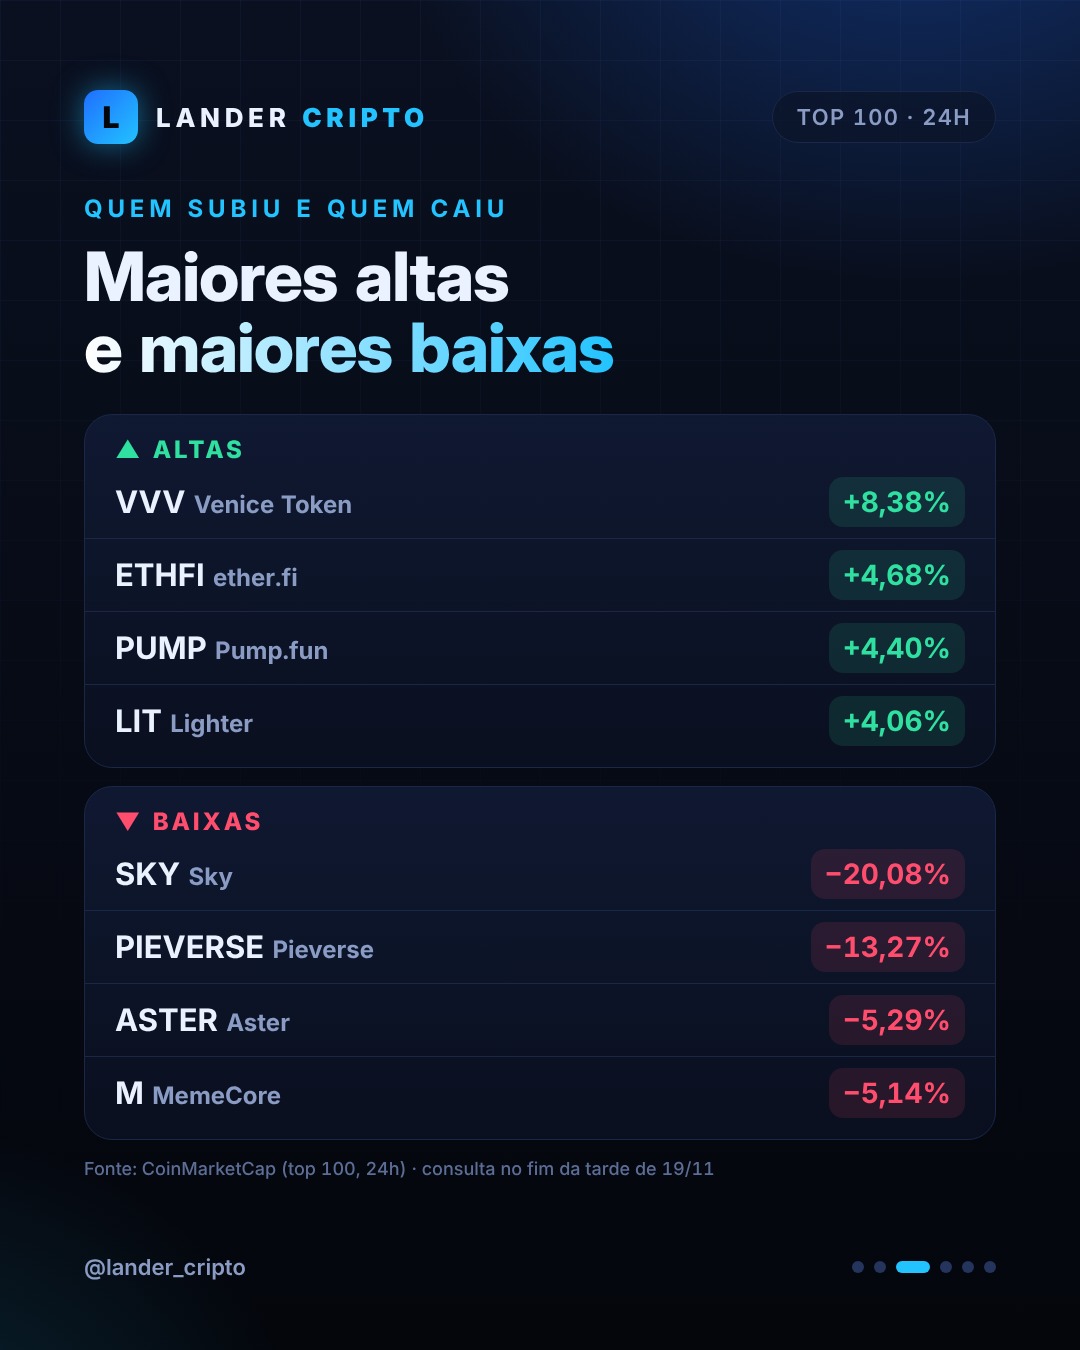 L LANDER CRIPTO
TOP 100 · 24H
QUEM SUBIU E QUEM CAIU
Maiores altas
e maiores baixas
▲ ALTAS
VVV Venice Token +8,38%
ETHFI ether.fi +4,68%
PUMP Pump.fun +4,40%
LIT Lighter +4,06%
▼ BAIXAS
SKY Sky −20,08%
PIEVERSE Pieverse −13,27%
ASTER Aster −5,29%
M MemeCore −5,14%
Fonte: CoinMarketCap (top 100, 24h) · consulta no fim da tarde de 19/11
@lander_cripto